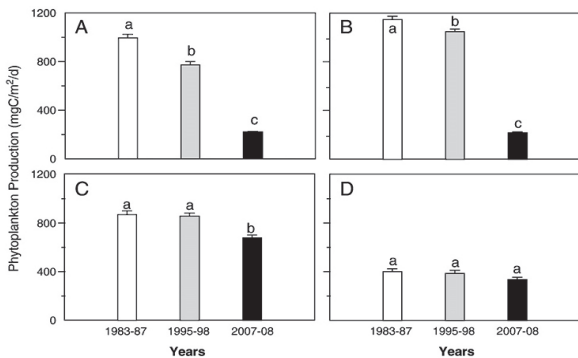 1200
800
400
0
A
a
b
c
B
a
b
c
Phytoplankton Production (mgC/m²/d)
1200
800
400
0
C
a
a
b
D
a
a
a
1983-87 1995-98 2007-08 1983-87 1995-98 2007-08
Years Years